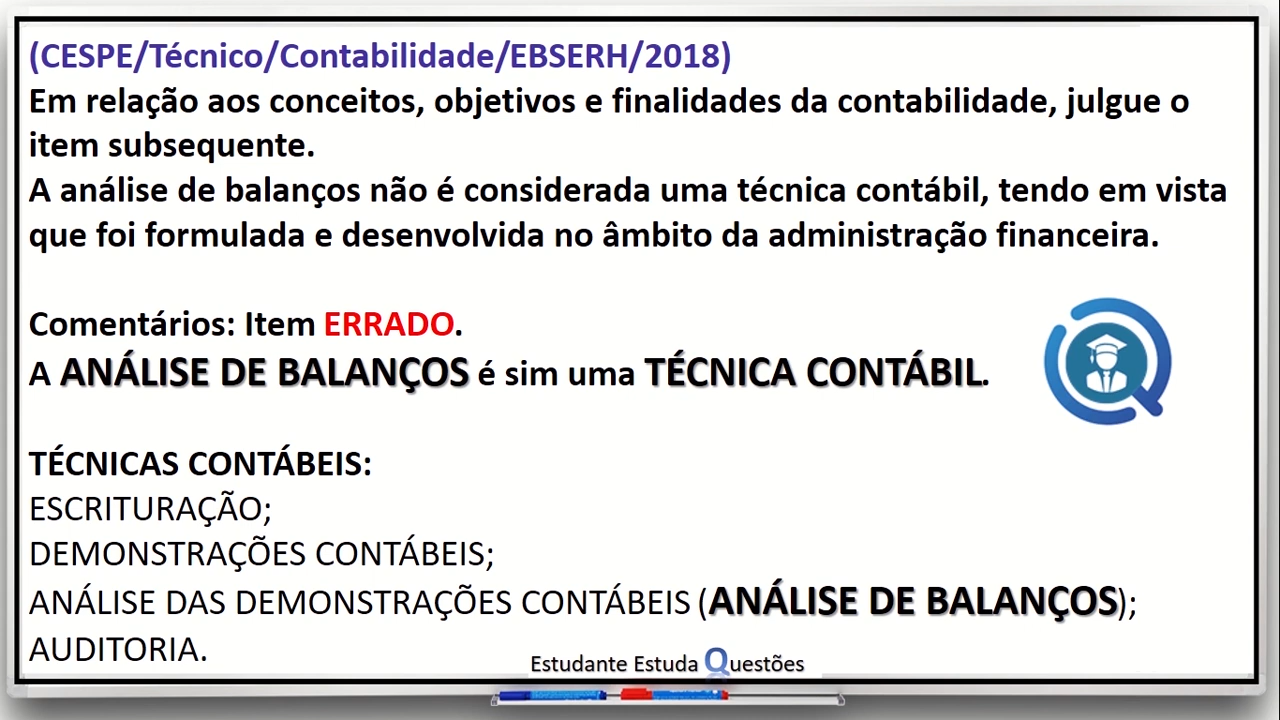 (CESPE/Técnico/Contabilidade/EBSERH/2018)
Em relação aos conceitos, objetivos e finalidades da contabilidade, julgue o
item subsequente.
A análise de balanços não é considerada uma técnica contábil, tendo em vista
que foi formulada e desenvolvida no âmbito da administração financeira.
Comentários: Item ERRADO.
A ANÁLISE DE BALANÇOS é sim uma TÉCNICA CONTÁBIL.
TÉCNICAS CONTÁBEIS:
ESCRITURAÇÃO;
DEMONSTRAÇÕES CONTÁBEIS;
ANÁLISE DAS DEMONSTRAÇÕES CONTÁBEIS (ANÁLISE DE BALANÇOS);
AUDITORIA.
Estudante Estuda Questões